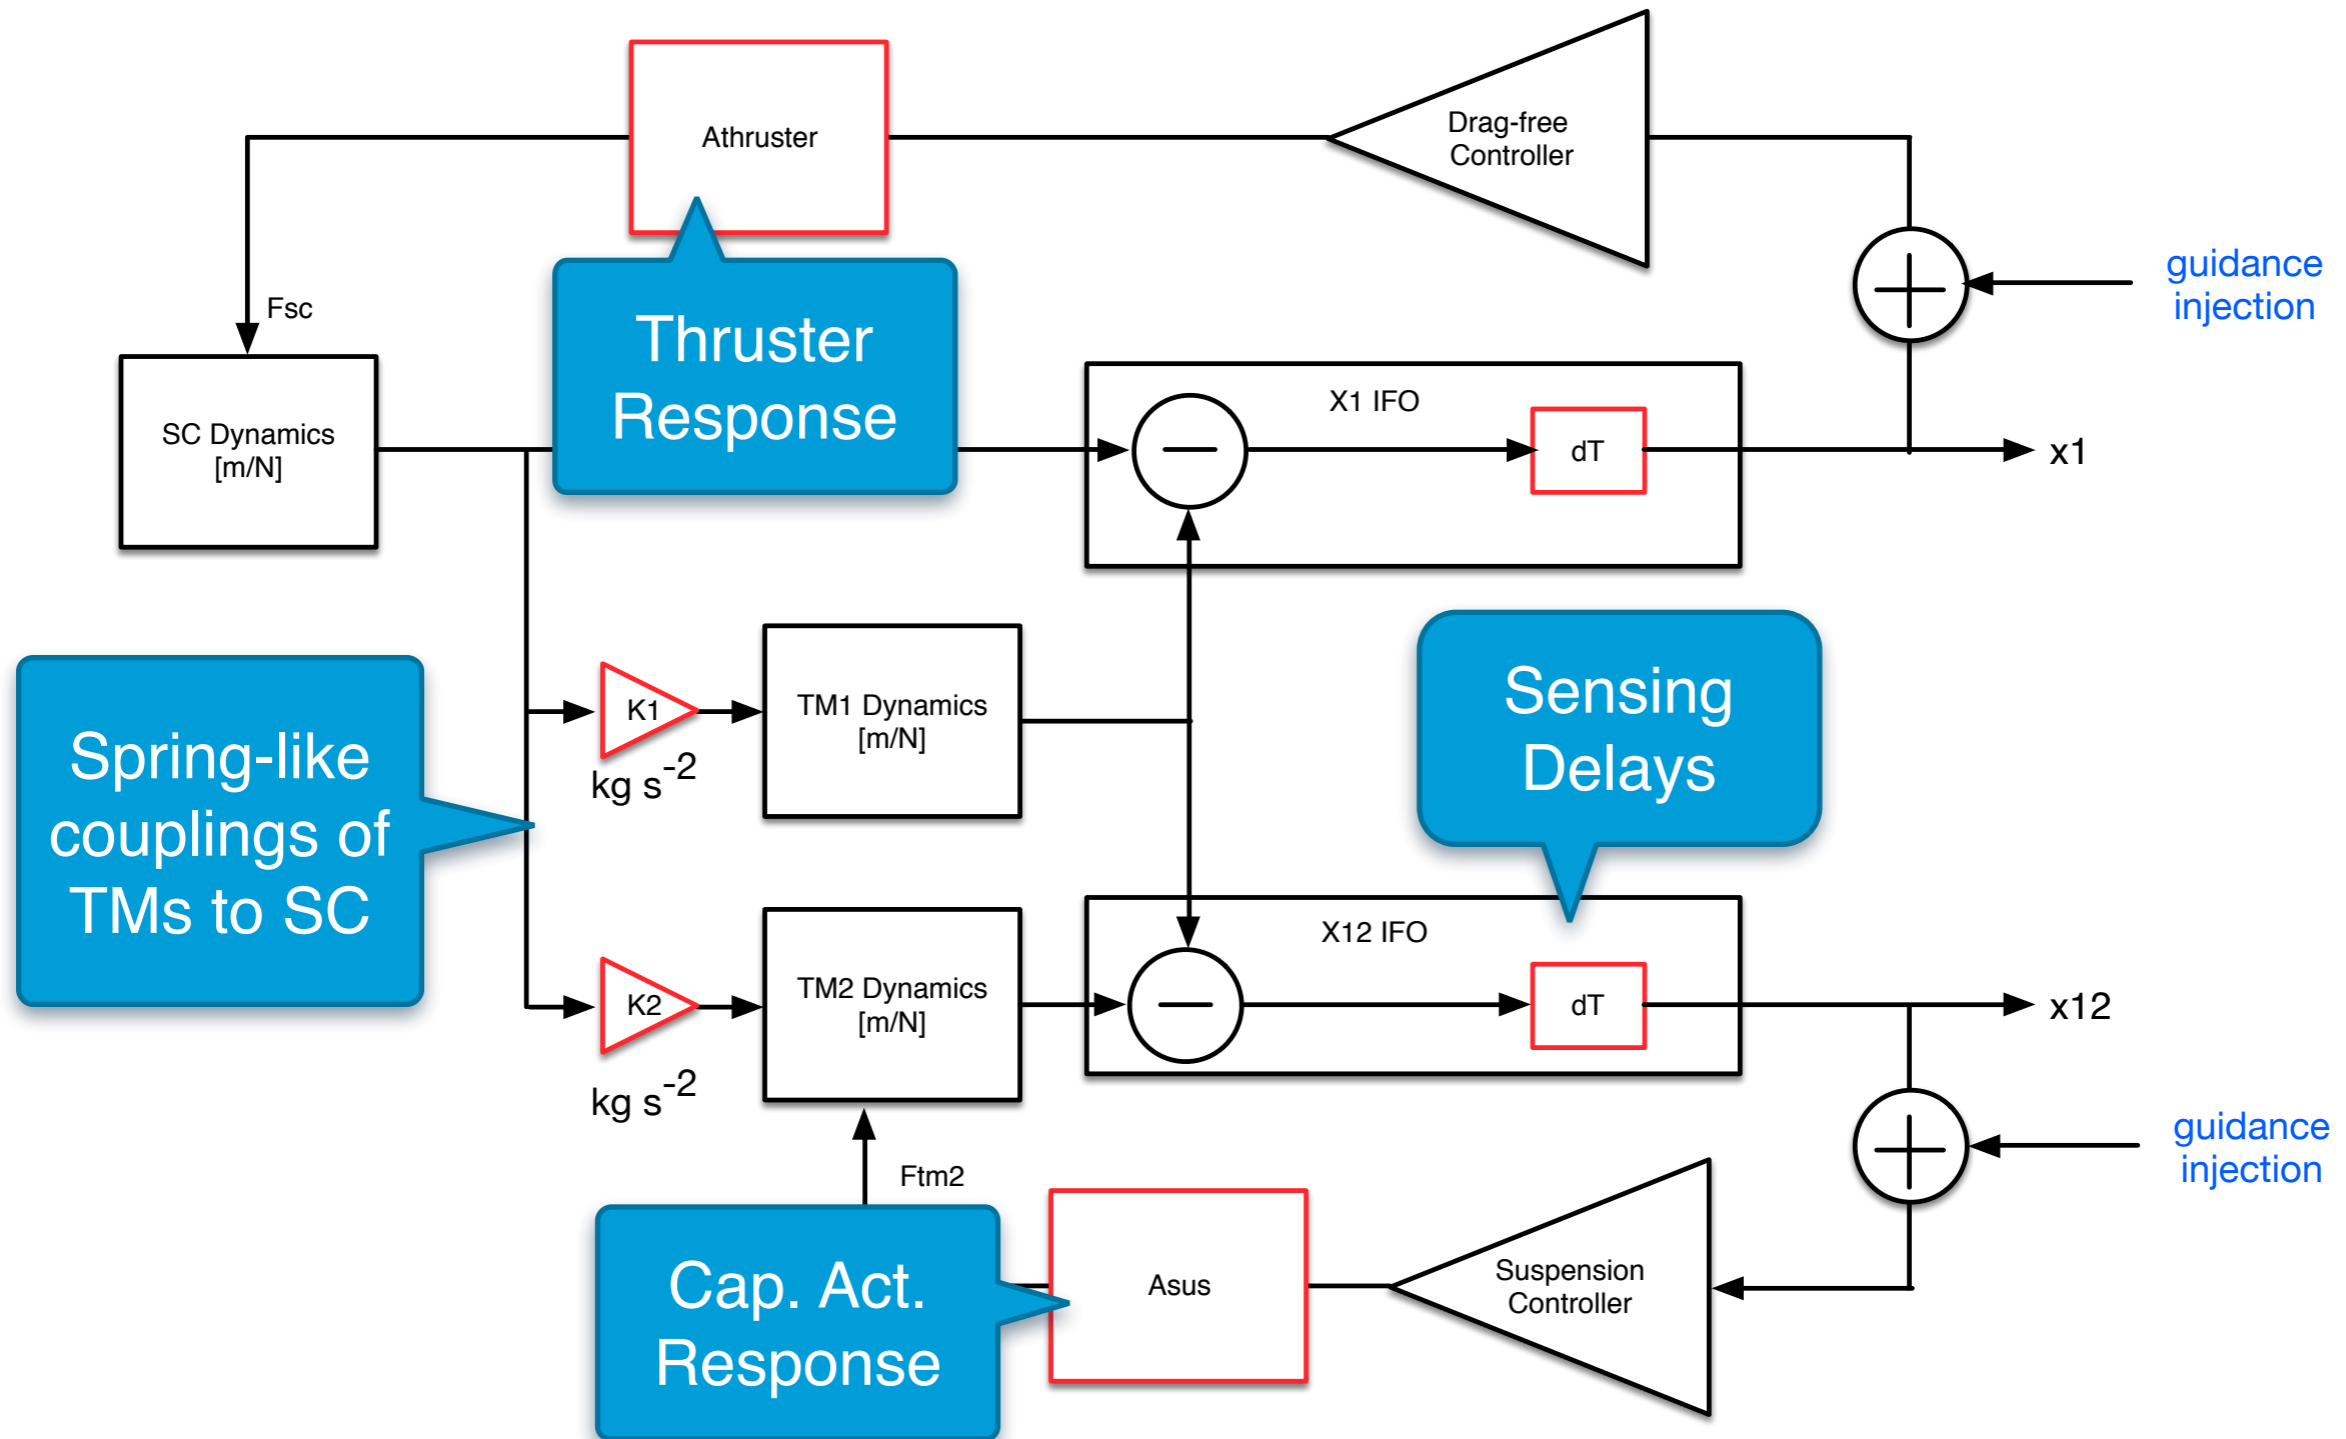 Athruster
Drag-free
Controller
guidance
injection
Fsc
Thruster
Response
X1 IFO
SC Dynamics
[m/N]
dT
x1
Spring-like
couplings of
TMs to SC
K1
kg s-2
TM1 Dynamics
[m/N]
Sensing
Delays
X12 IFO
K2
kg s-2
TM2 Dynamics
[m/N]
dT
x12
guidance
injection
Ftm2
Cap. Act.
Response
Asus
Suspension
Controller